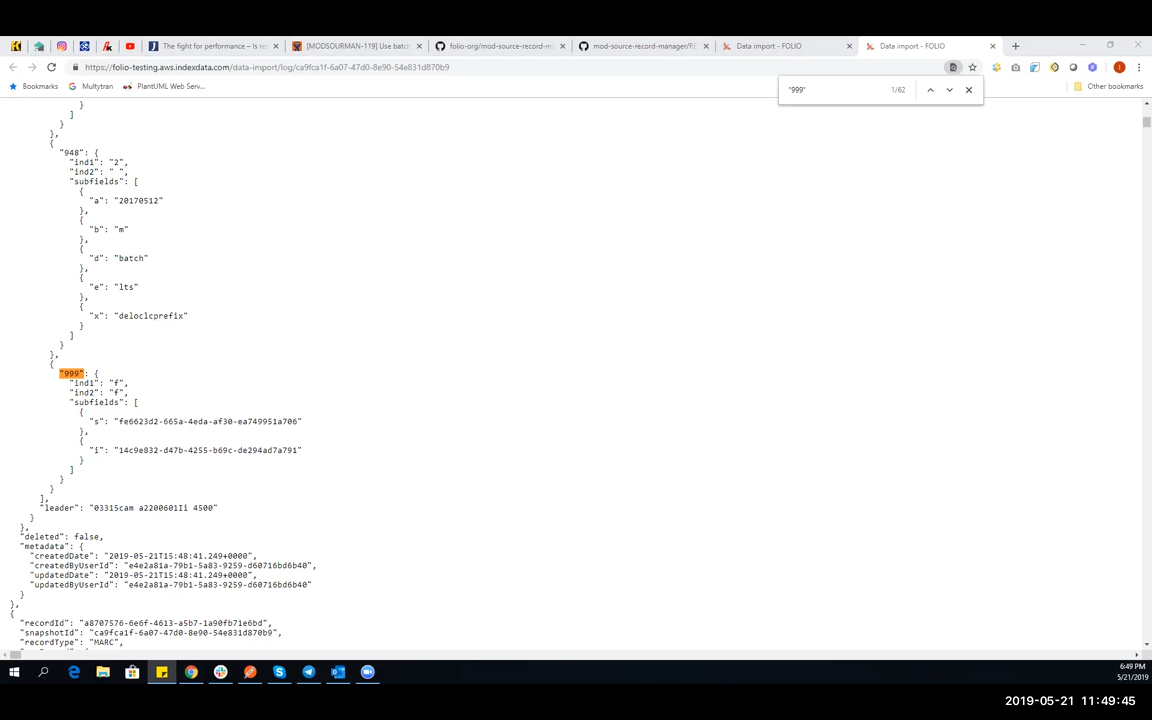 The fight for performance – Is re
[MODSOURMAN-119] Use batch
folio-org/mod-source-record-m
mod-source-record-manager/RE
Data import - FOLIO
Data import - FOLIO
https://folio-testing.aws.indexdata.com/data-import/log/ca9fca1f-6a07-47d0-8e90-54e831d870b9
Bookmarks
Multytran
PlantUML Web Serv...
Other bookmarks
"999"
1/62
}
]
}
},
{
"948": {
"ind1": "2",
"ind2": " ",
"subfields": [
{
"a": "20170512"
},
{
"b": "m"
},
{
"d": "batch"
},
{
"e": "lts"
},
{
"x": "deloclcprefix"
}
]
}
},
{
"999": {
"ind1": "f",
"ind2": "f",
"subfields": [
{
"s": "fe6623d2-665a-4eda-af30-ea749951a706"
},
{
"i": "14c9e832-d47b-4255-b69c-de294ad7a791"
}
]
}
}
],
"leader": "03315cam a2200601Ii 4500"
}
},
"deleted": false,
"metadata": {
"createdDate": "2019-05-21T15:48:41.249+0000",
"createdByUserId": "e4e2a81a-79b1-5a83-9259-d60716bd6b40",
"updatedDate": "2019-05-21T15:48:41.249+0000",
"updatedByUserId": "e4e2a81a-79b1-5a83-9259-d60716bd6b40"
}
},
{
"recordId": "a8707576-6e6f-4613-a5b7-1a90fb71e6bd",
"snapshotId": "ca9fca1f-6a07-47d0-8e90-54e831d870b9",
"recordType": "MARC",
6:49 PM
5/21/2019
2019-05-21 11:49:45